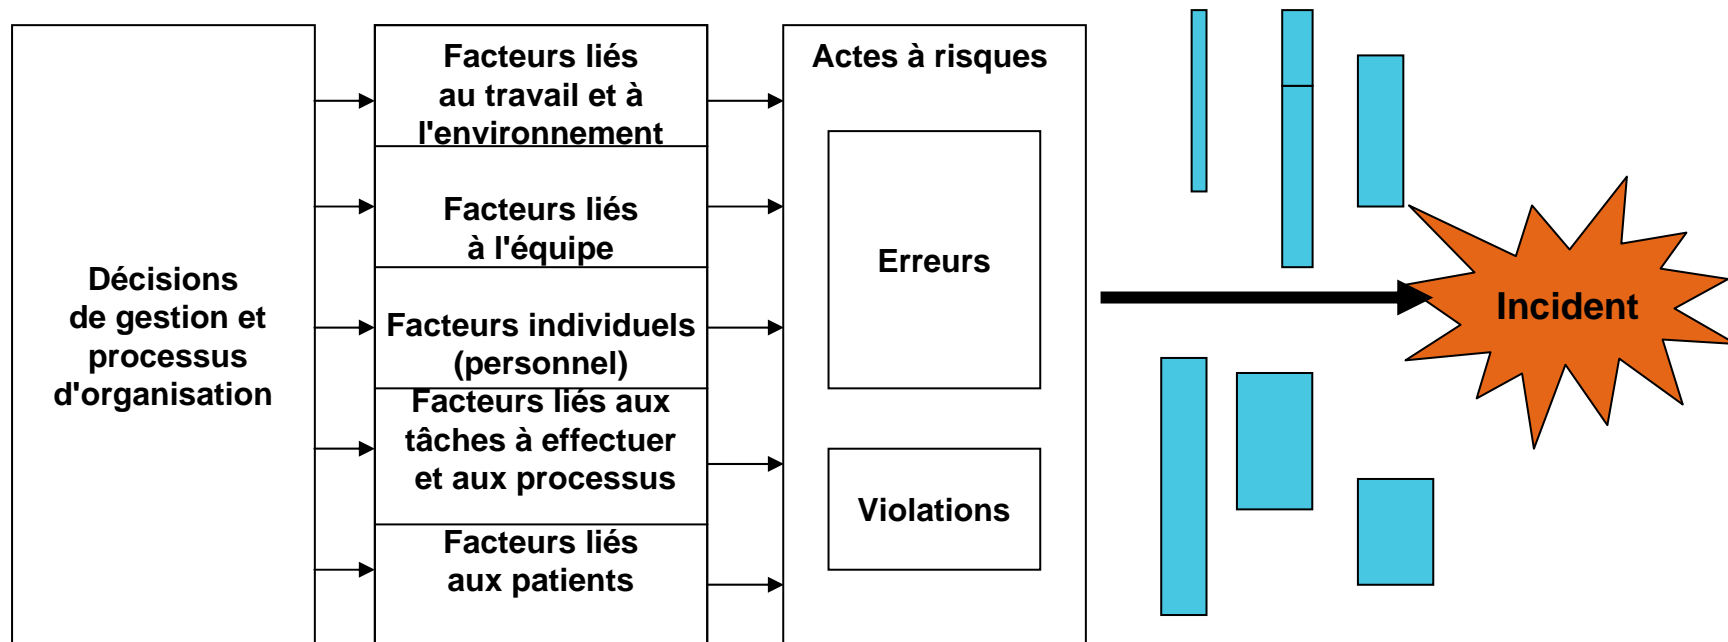 Décisions
de gestion et
processus
d'organisation
Facteurs liés
au travail et à
l'environnement
Facteurs liés
à l'équipe
Facteurs individuels
(personnel)
Facteurs liés aux
tâches à effectuer
et aux processus
Facteurs liés
aux patients
Actes à risques
Erreurs
Violations
Incident